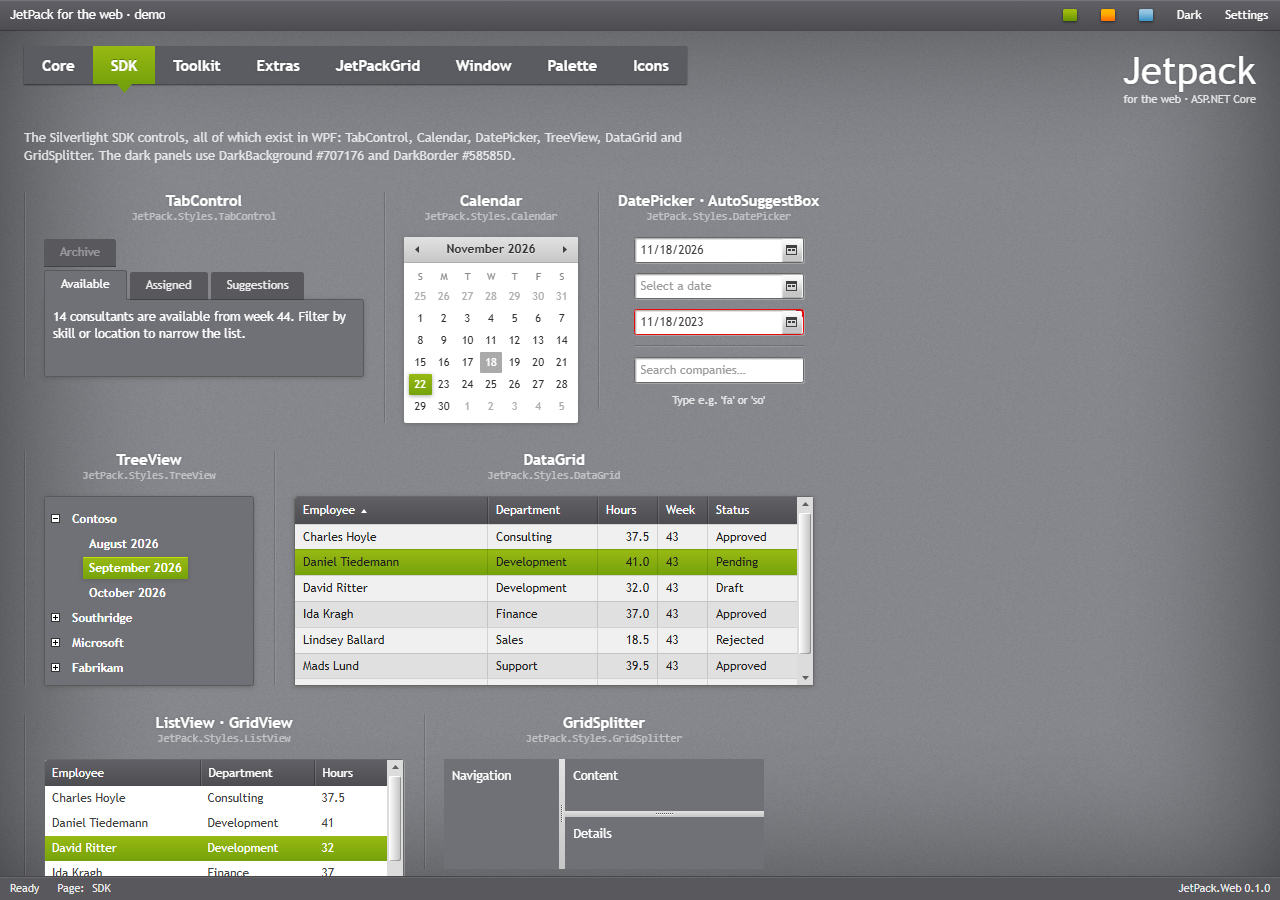 JetPack for the web · demo
Dark Settings
Core SDK Toolkit Extras JetPackGrid Window Palette Icons
Jetpack
for the web · ASP.NET Core
The Silverlight SDK controls, all of which exist in WPF: TabControl, Calendar, DatePicker, TreeView, DataGrid and
GridSplitter. The dark panels use DarkBackground #707176 and DarkBorder #58585D.
TabControl
JetPack.Styles.TabControl
Archive
Available Assigned Suggestions
14 consultants are available from week 44. Filter by
skill or location to narrow the list.
Calendar
JetPack.Styles.Calendar
November 2026
S M T W T F S
25 26 27 28 29 30 31
1 2 3 4 5 6 7
8 9 10 11 12 13 14
15 16 17 18 19 20 21
22 23 24 25 26 27 28
29 30 1 2 3 4 5
DatePicker · AutoSuggestBox
JetPack.Styles.DatePicker
11/18/2026
Select a date
11/18/2023
Search companies...
Type e.g. 'fa' or 'so'
TreeView
JetPack.Styles.TreeView
Contoso
August 2026
September 2026
October 2026
Southridge
Microsoft
Fabrikam
DataGrid
JetPack.Styles.DataGrid
Employee Department Hours Week Status
Charles Hoyle Consulting 37.5 43 Approved
Daniel Tiedemann Development 41.0 43 Pending
David Ritter Development 32.0 43 Draft
Ida Kragh Finance 37.0 43 Approved
Lindsey Ballard Sales 18.5 43 Rejected
Mads Lund Support 39.5 43 Approved
ListView · GridView
JetPack.Styles.ListView
Employee Department Hours
Charles Hoyle Consulting 37.5
Daniel Tiedemann Development 41
David Ritter Development 32
Ida Kragh Finance 37
GridSplitter
JetPack.Styles.GridSplitter
Navigation
Content
Details
Ready Page: SDK
JetPack.Web 0.1.0